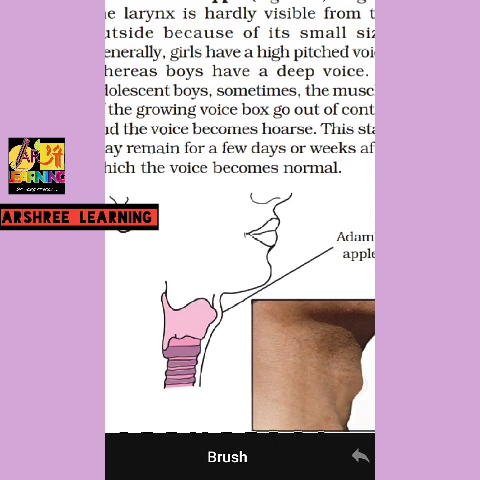 he larynx is hardly visible from t
utside because of its small siz
enerally, girls have a high pitched voi
hereas boys have a deep voice.
dolescent boys, sometimes, the musc
the growing voice box go out of cont
nd the voice becomes hoarse. This sta
ay remain for a few days or weeks af
hich the voice becomes normal.
LEARNING
ARSHREE LEARNING
Adam
apple
Brush